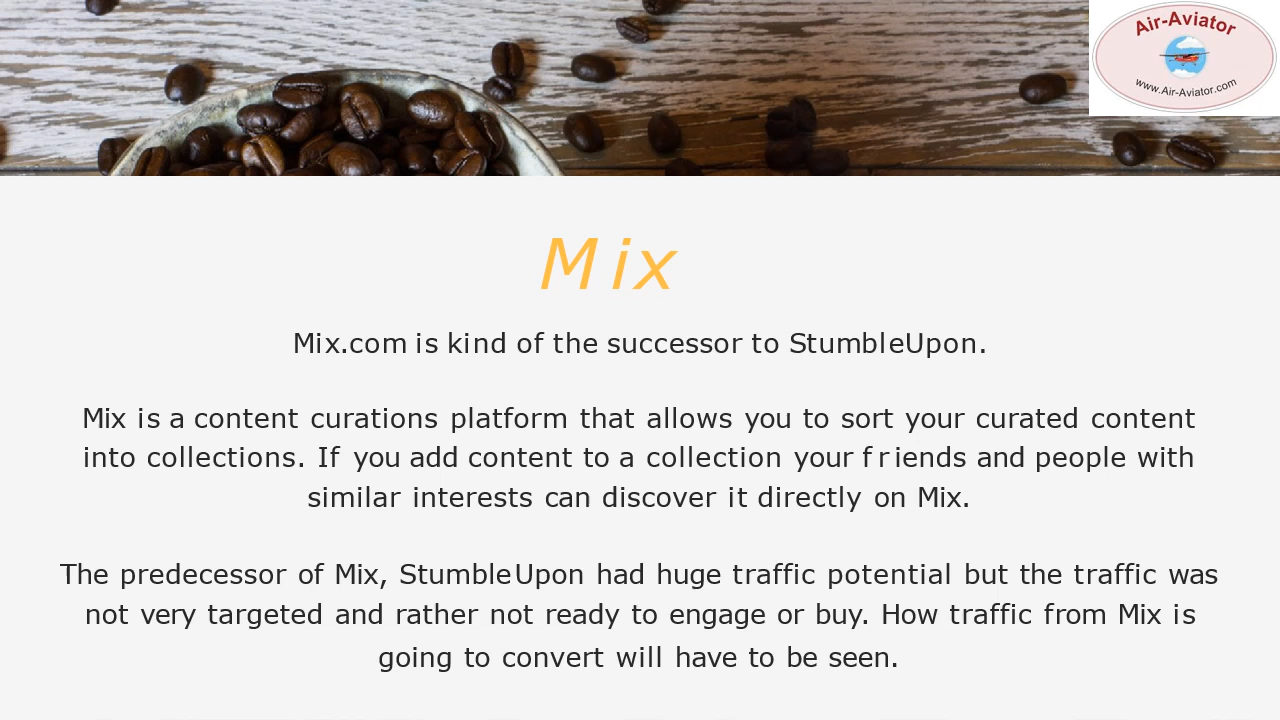 Air-Aviator
www.Air-Aviator.com
Mix
Mix.com is kind of the successor to StumbleUpon.
Mix is a content curations platform that allows you to sort your curated content
into collections. If you add content to a collection your friends and people with
similar interests can discover it directly on Mix.
The predecessor of Mix, StumbleUpon had huge traffic potential but the traffic was
not very targeted and rather not ready to engage or buy. How traffic from Mix is
going to convert will have to be seen.